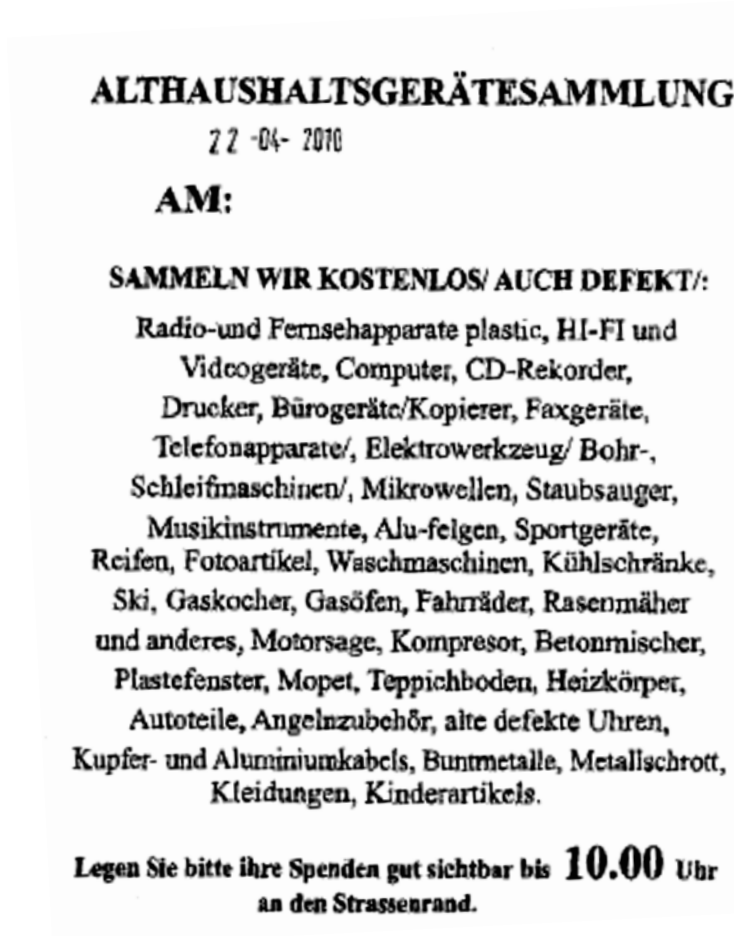 ALTHAUSHALTSGERÄTESAMMLUNG
22 -04- 2010
AM:
SAMMELN WIR KOSTENLOS/ AUCH DEFEKT/:
Radio-und Fernsehapparate plastic, HI-FI und
Videogeräte, Computer, CD-Rekorder,
Drucker, Bürogeräte/Kopierer, Faxgeräte,
Telefonapparate/, Elektrowerkzeug/ Bohr-,
Schleifmaschinen/, Mikrowellen, Staubsauger,
Musikinstrumente, Alu-felgen, Sportgeräte,
Reifen, Fotoartikel, Waschmaschinen, Kühlschränke,
Ski, Gaskocher, Gasöfen, Fahrräder, Rasenmäher
und anderes, Motorsage, Kompresor, Betonmischer,
Plastefenster, Mopet, Teppichboden, Heizkörper,
Autoteile, Angelnzubehör, alte defekte Uhren,
Kupfer- und Aluminiumkabels, Buntmetalle, Metallschrott,
Kleidungen, Kinderartikels.
Legen Sie bitte ihre Spenden gut sichtbar bis 10.00 Uhr
an den Strassenrand.